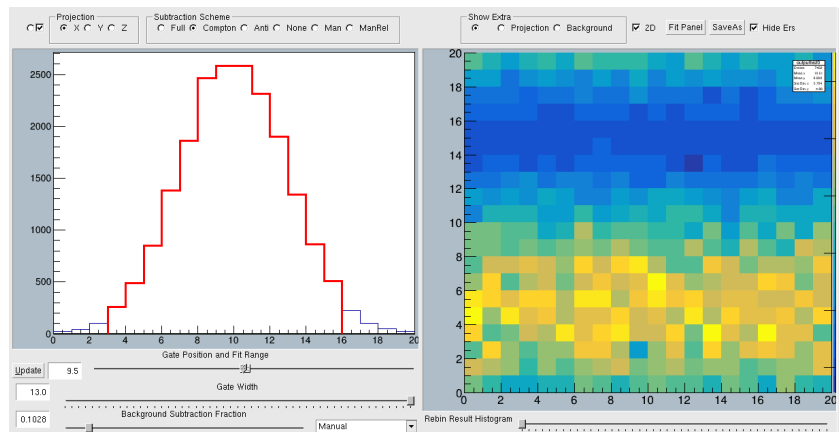 Projection
X Y Z
Subtraction Scheme
Full Compton Anti None Man ManRel
Show Extra
Projection Background
2D
Fit Panel
SaveAs
Hide Ers
2500
2000
1500
1000
500
0
0 2 4 6 8 10 12 14 16 18 20
20
18
16
14
12
10
8
6
4
2
0
0 2 4 6 8 10 12 14 16 18 20
Gate Position and Fit Range
Update 9.5
Gate Width
13.0
Background Subtraction Fraction
0.1028
Manual
Rebin Result Histogram